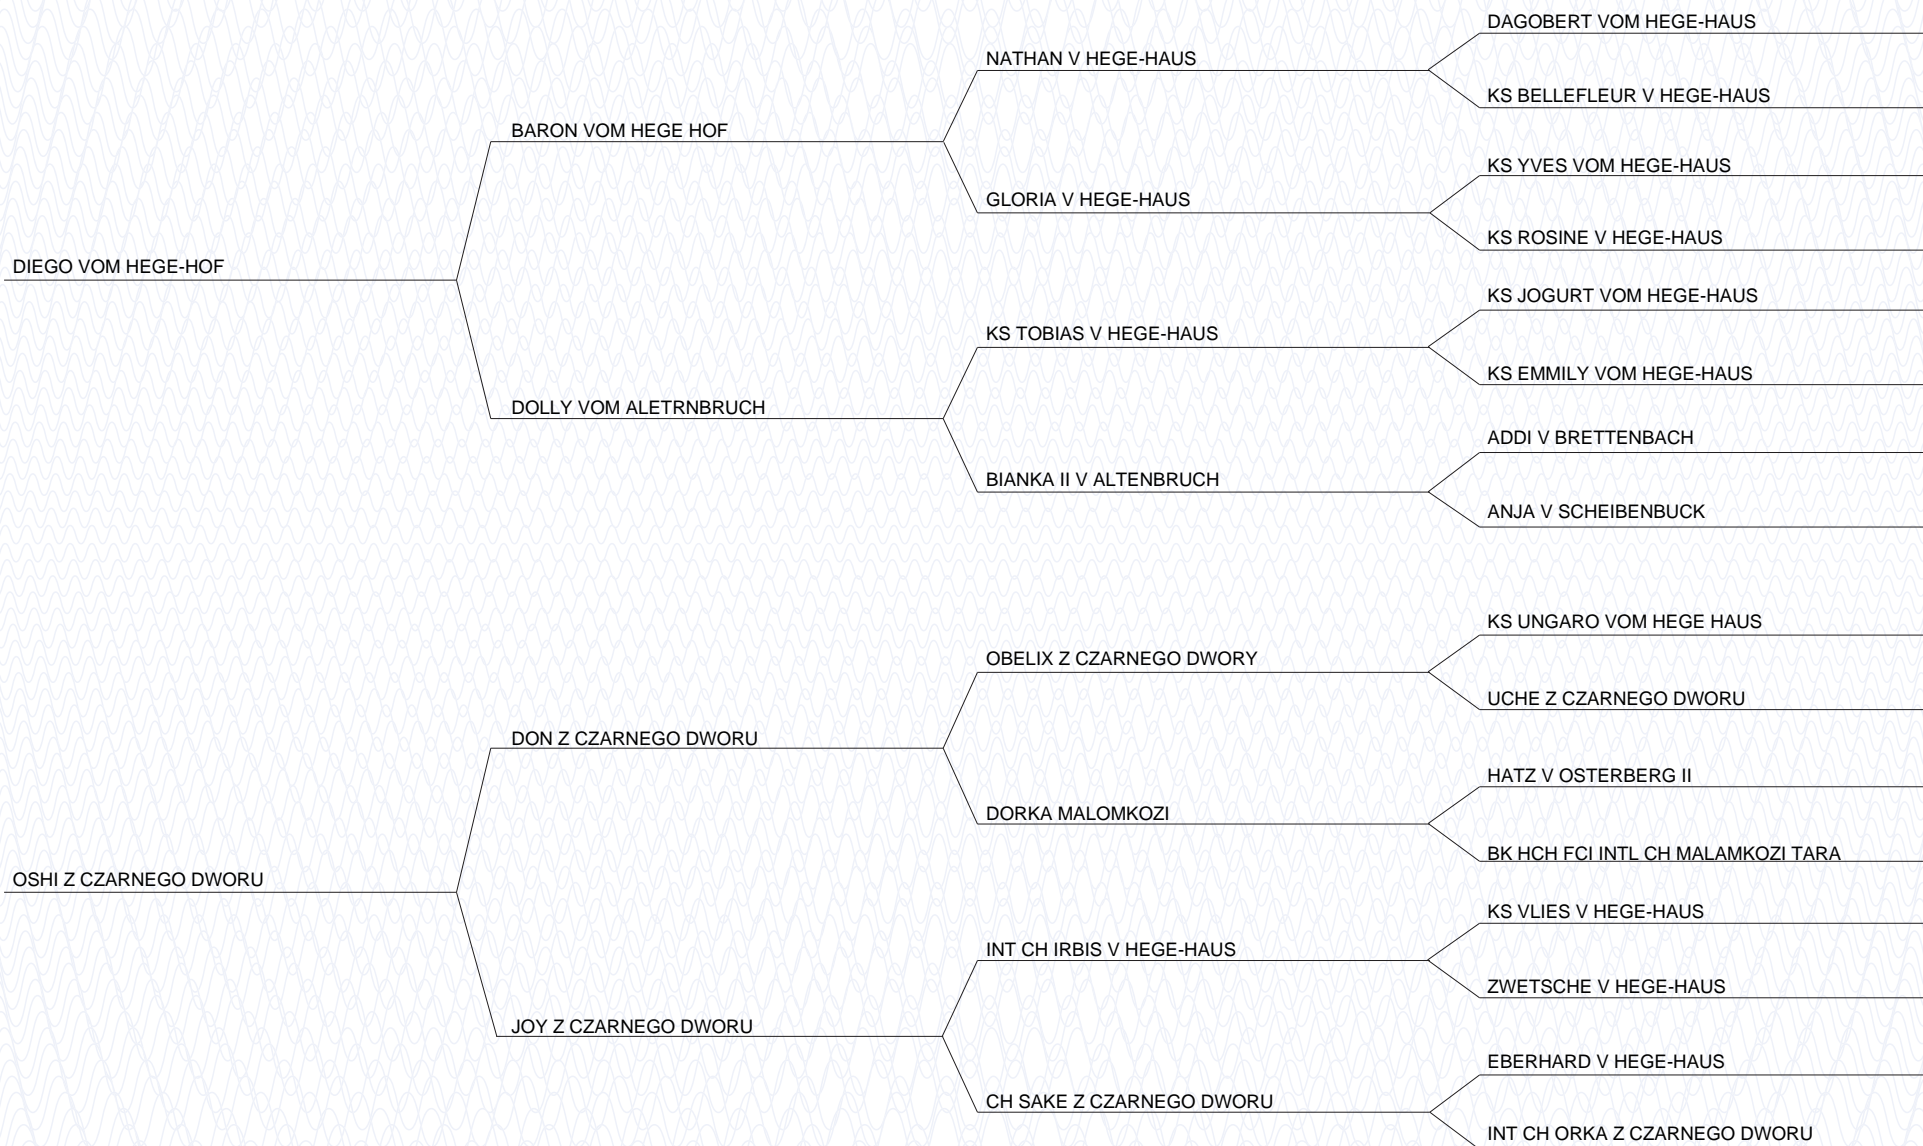 DAGOBERT VOM HEGE-HAUS
NATHAN V HEGE-HAUS
KS BELLEFLEUR V HEGE-HAUS
BARON VOM HEGE HOF
KS YVES VOM HEGE-HAUS
GLORIA V HEGE-HAUS
KS ROSINE V HEGE-HAUS
DIEGO VOM HEGE-HOF
KS JOGURT VOM HEGE-HAUS
KS TOBIAS V HEGE-HAUS
KS EMMILY VOM HEGE-HAUS
DOLLY VOM ALETRNBRUCH
ADDI V BRETTENBACH
BIANKA II V ALTENBRUCH
ANJA V SCHEIBENBUCK
KS UNGARO VOM HEGE HAUS
OBELIX Z CZARNEGO DWORY
UCHE Z CZARNEGO DWORU
DON Z CZARNEGO DWORU
HATZ V OSTERBERG II
DORKA MALOMKOZI
BK HCH FCI INTL CH MALAMKOZI TARA
OSHI Z CZARNEGO DWORU
KS VLIES V HEGE-HAUS
INT CH IRBIS V HEGE-HAUS
ZWETSCHE V HEGE-HAUS
JOY Z CZARNEGO DWORU
EBERHARD V HEGE-HAUS
CH SAKE Z CZARNEGO DWORU
INT CH ORKA Z CZARNEGO DWORU